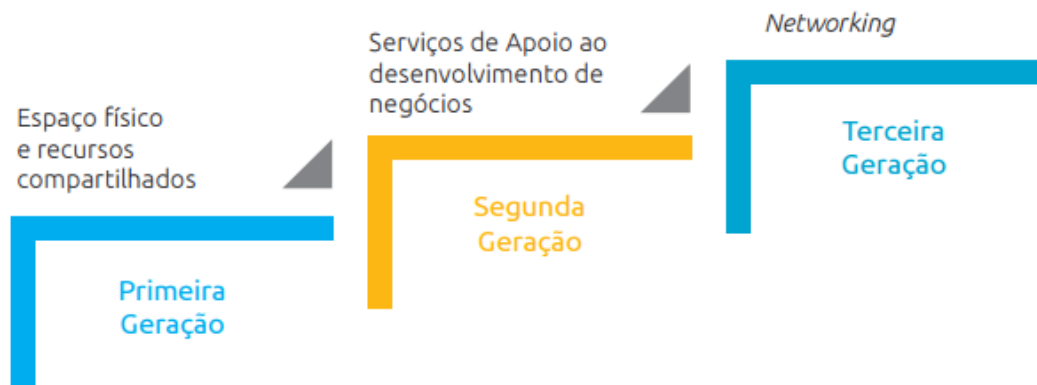 Espaço físico
e recursos
compartilhados
Primeira
Geração
Serviços de Apoio ao
desenvolvimento de
negócios
Segunda
Geração
Networking
Terceira
Geração